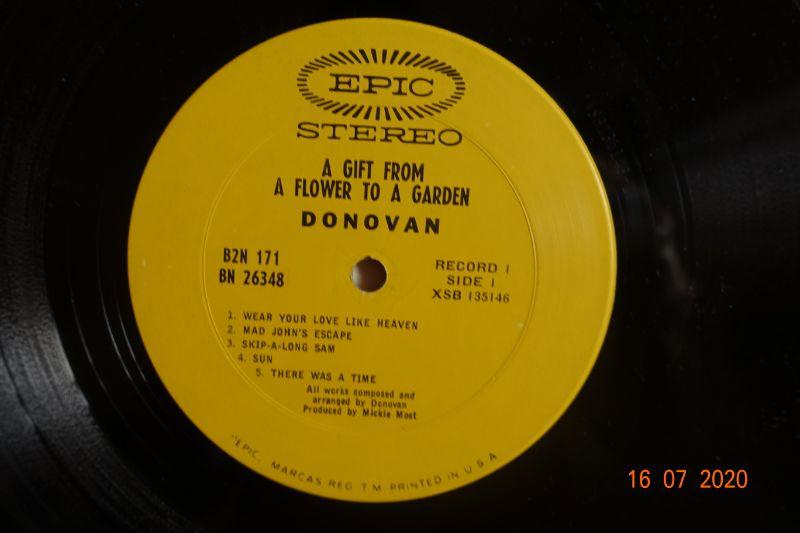 EPIC
STEREO
A GIFT FROM
A FLOWER TO A GARDEN
DONOVAN
B2N 171
BN 26348
RECORD 1
SIDE 1
XSB 135146
1. WEAR YOUR LOVE LIKE HEAVEN
2. MAD JOHN'S ESCAPE
3. SKIP-A-LONG SAM
4. SUN
5. THERE WAS A TIME
All works composed and
arranged by Donovan
Produced by Mickie Most
"EPIC, MARCAS REG. T.M. PRINTED IN U.S.A.
16 07 2020